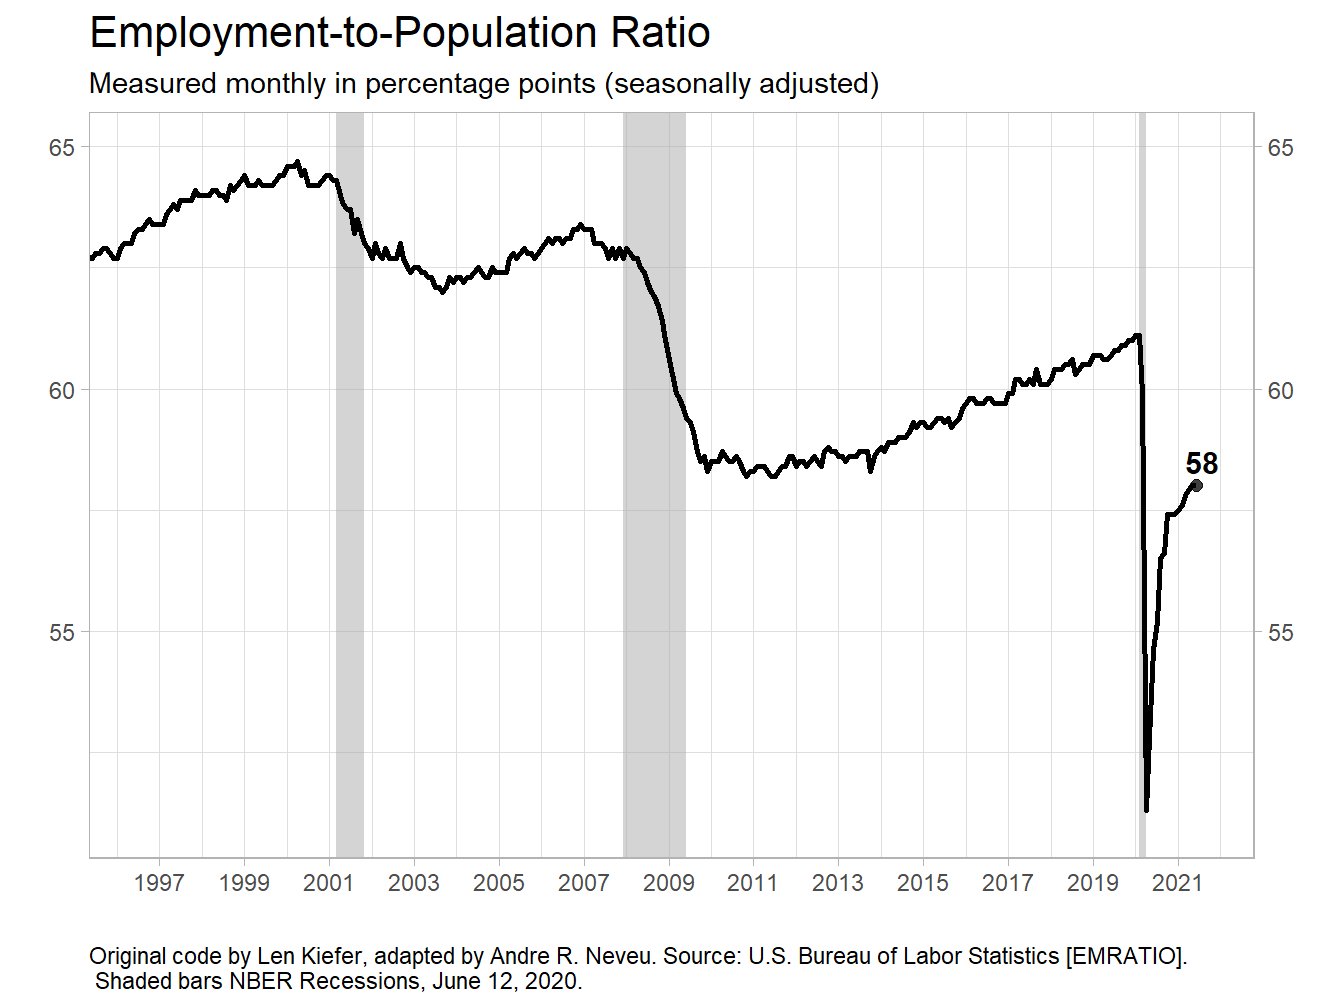 Employment-to-Population Ratio
Measured monthly in percentage points (seasonally adjusted)
65 65
60 60
58
55 55
1997 1999 2001 2003 2005 2007 2009 2011 2013 2015 2017 2019 2021
Original code by Len Kiefer, adapted by Andre R. Neveu. Source: U.S. Bureau of Labor Statistics [EMRATIO].
Shaded bars NBER Recessions, June 12, 2020.